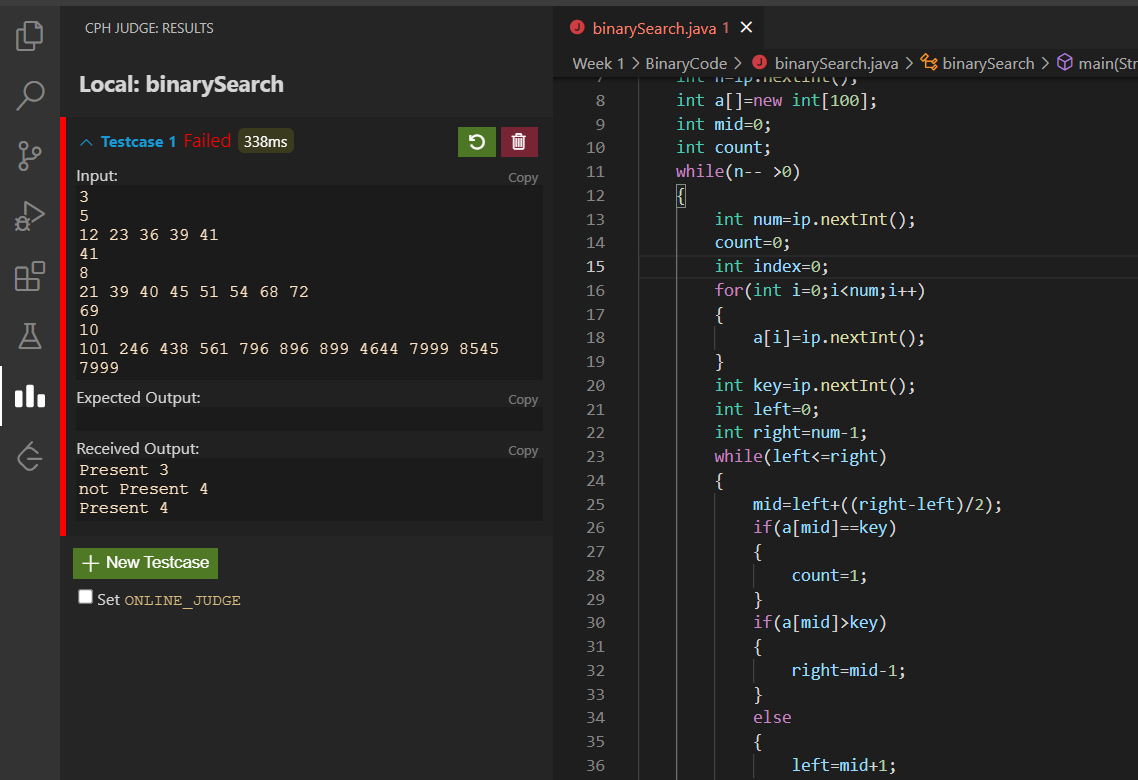 CPH JUDGE: RESULTS
Local: binarySearch
Testcase 1 Failed 338ms
Input:
Copy
3
5
12 23 36 39 41
41
8
21 39 40 45 51 54 68 72
69
10
101 246 438 561 796 896 899 4644 7999 8545
7999
Expected Output:
Copy
Received Output:
Copy
Present 3
not Present 4
Present 4
New Testcase
Set ONLINE_JUDGE
J binarySearch.java 1
Week 1 > BinaryCode > J binarySearch.java > binarySearch > main(Str
7 int n=ip.nextInt();
8 int a[]=new int[100];
9 int mid=0;
10 int count;
11 while(n-- >0)
12 {
13 int num=ip.nextInt();
14 count=0;
15 int index=0;
16 for(int i=0;i<num;i++)
17 {
18 a[i]=ip.nextInt();
19 }
20 int key=ip.nextInt();
21 int left=0;
22 int right=num-1;
23 while(left<=right)
24 {
25 mid=left+((right-left)/2);
26 if(a[mid]==key)
27 {
28 count=1;
29 }
30 if(a[mid]>key)
31 {
32 right=mid-1;
33 }
34 else
35 {
36 left=mid+1;